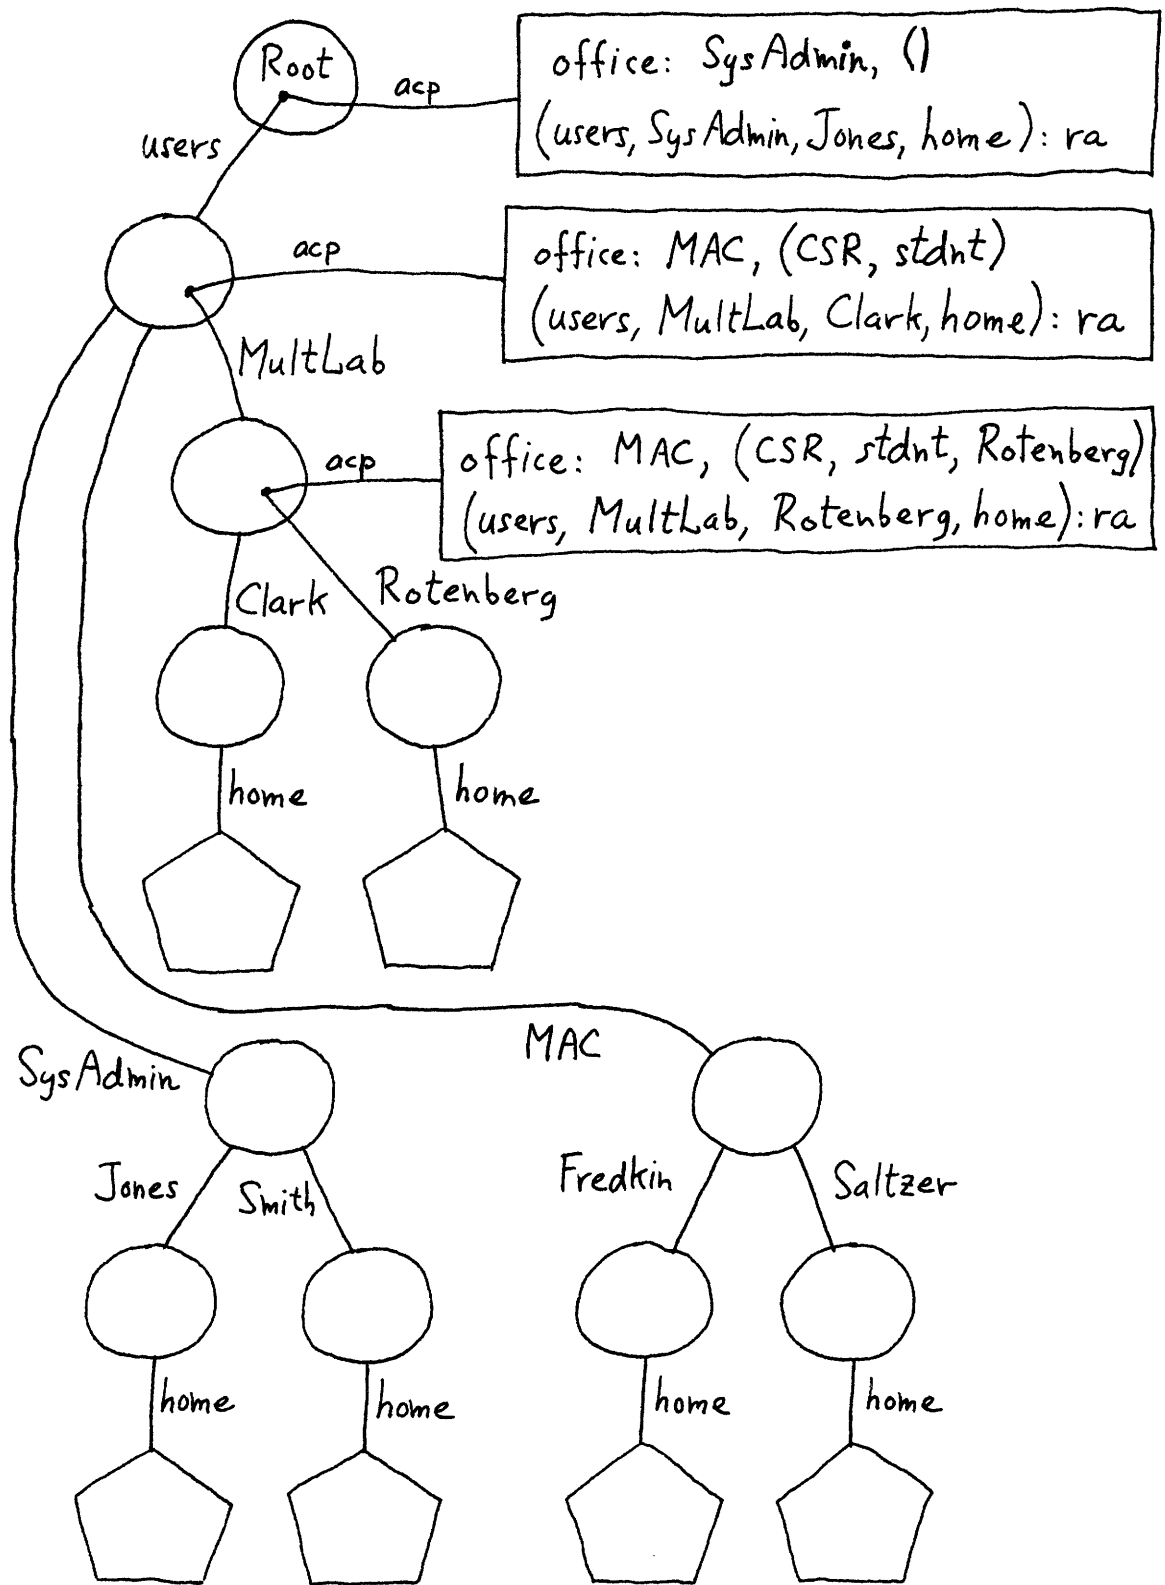 Root
acp
office: SysAdmin, ()
(users, SysAdmin, Jones, home): ra
users
acp
office: MAC, (CSR, stdnt)
(users, MultLab, Clark, home): ra
MultLab
acp
office: MAC, (CSR, stdnt, Rotenberg)
(users, MultLab, Rotenberg, home): ra
Clark
Rotenberg
home
home
MAC
SysAdmin
Jones
Smith
Fredkin
Saltzer
home
home
home
home